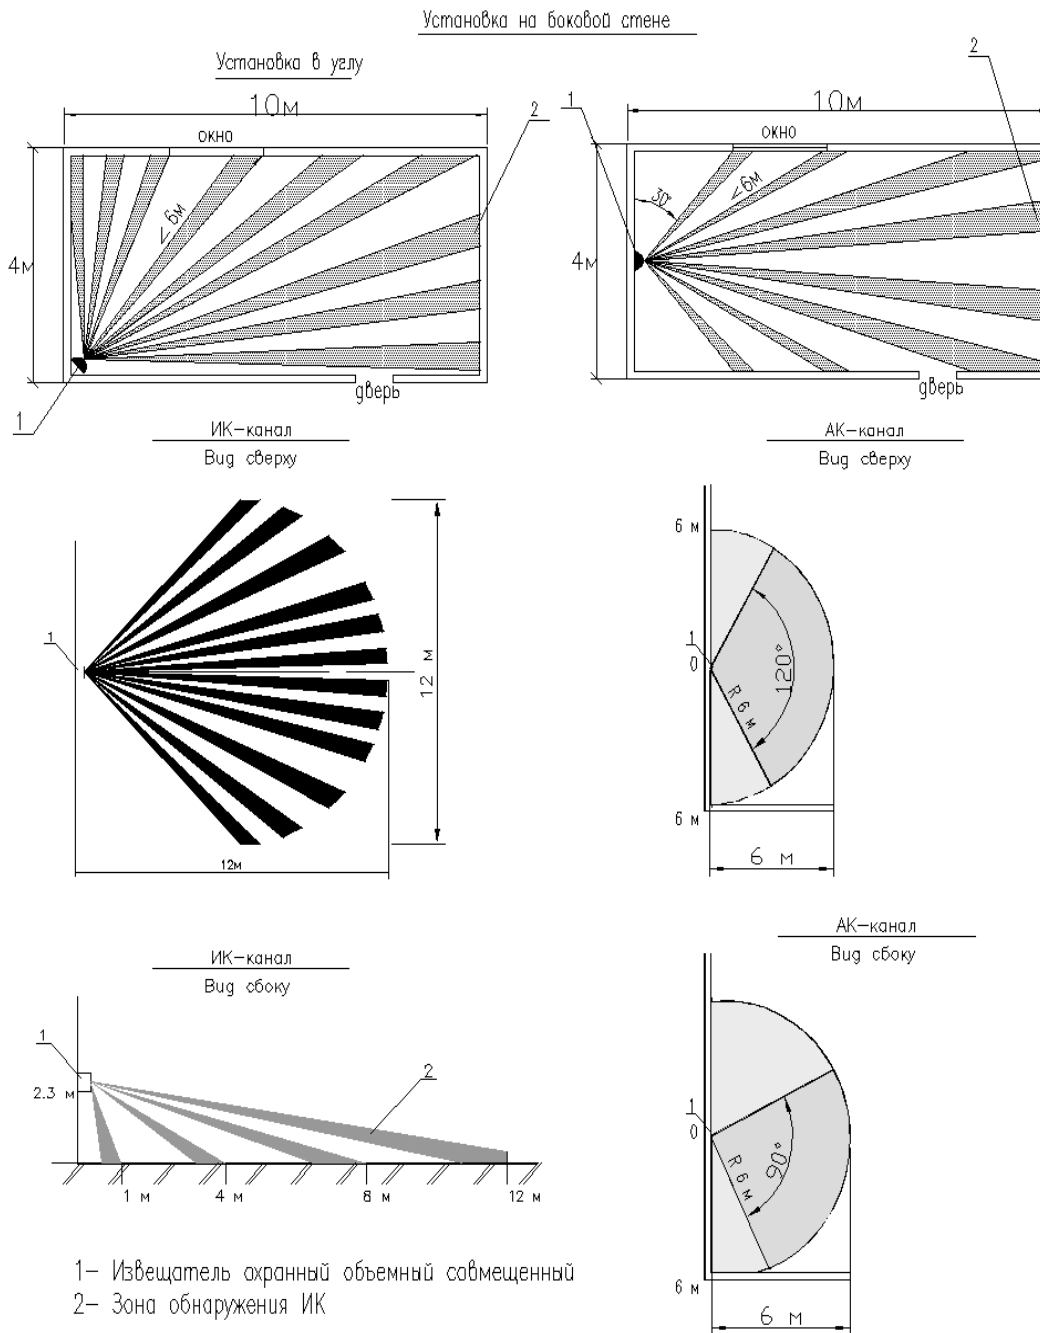 Установка на боковой стене
Установка в углу
10м
2
окно
< 6м
4м
1
дверь
2
1
10м
окно
30°
< 6м
4м
дверь
ИК-канал
Вид сверху
1
12 м
12м
АК-канал
Вид сверху
6 м
1
0
120°
R 6 м
6 м
6 м
ИК-канал
Вид сбоку
1
2.3 м
2
1 м
4 м
8 м
12 м
АК-канал
Вид сбоку
1
0
90°
R 6 м
6 м
6 м
1- Извещатель охранный объемный совмещенный
2- Зона обнаружения ИК